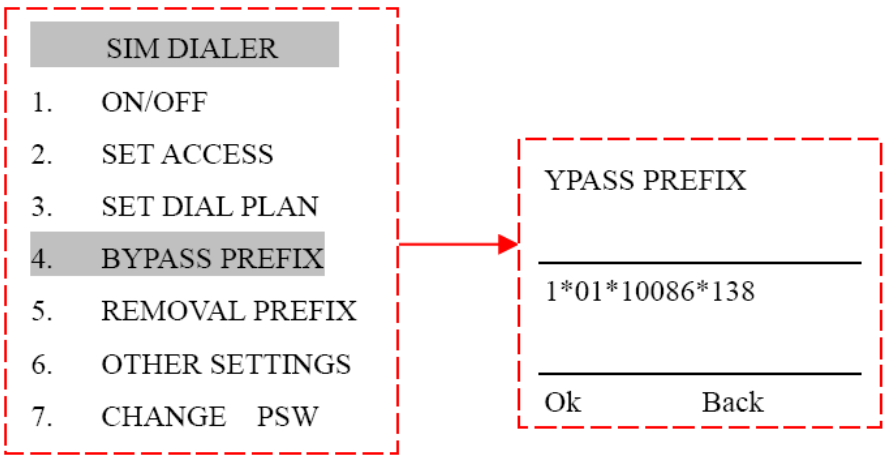 SIM DIALER
1. ON/OFF
2. SET ACCESS
3. SET DIAL PLAN
4. BYPASS PREFIX
5. REMOVAL PREFIX
6. OTHER SETTINGS
7. CHANGE PSW
YPASS PREFIX
1*01*10086*138
Ok Back